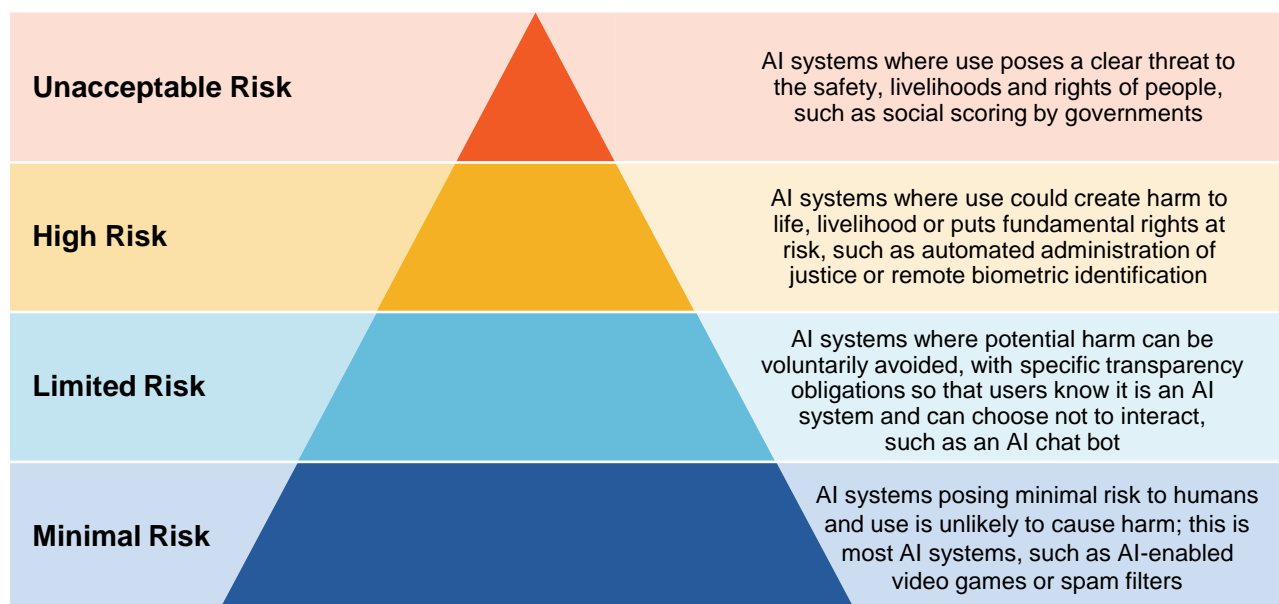 Unacceptable Risk
AI systems where use poses a clear threat to
the safety, livelihoods and rights of people,
such as social scoring by governments
High Risk
AI systems where use could create harm to
life, livelihood or puts fundamental rights at
risk, such as automated administration of
justice or remote biometric identification
Limited Risk
AI systems where potential harm can be
voluntarily avoided, with specific transparency
obligations so that users know it is an AI
system and can choose not to interact,
such as an AI chat bot
Minimal Risk
AI systems posing minimal risk to humans
and use is unlikely to cause harm; this is
most AI systems, such as AI-enabled
video games or spam filters